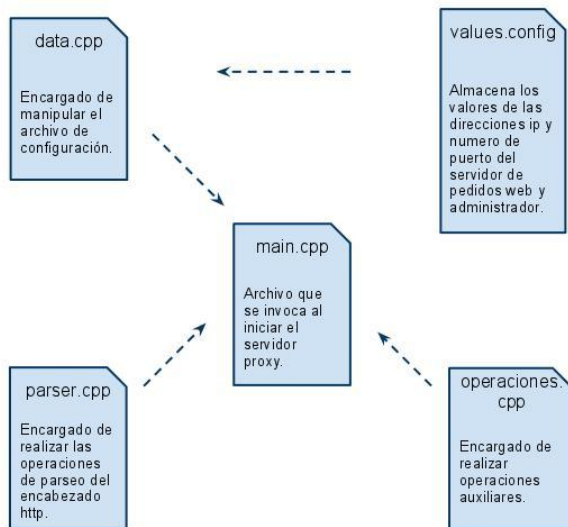 data.cpp
Encargado de
manipular el
archivo de
configuración.
values.config
Almacena los
valores de las
direcciones ip y
numero de
puerto del
servidor de
pedidos web y
administrador.
main.cpp
Archivo que
se invoca al
iniciar el
servidor
proxy.
parser.cpp
Encargado de
realizar las
operaciones
de parseo del
encabezado
http.
operaciones.
cpp
Encargado de
realizar
operaciones
auxiliares.